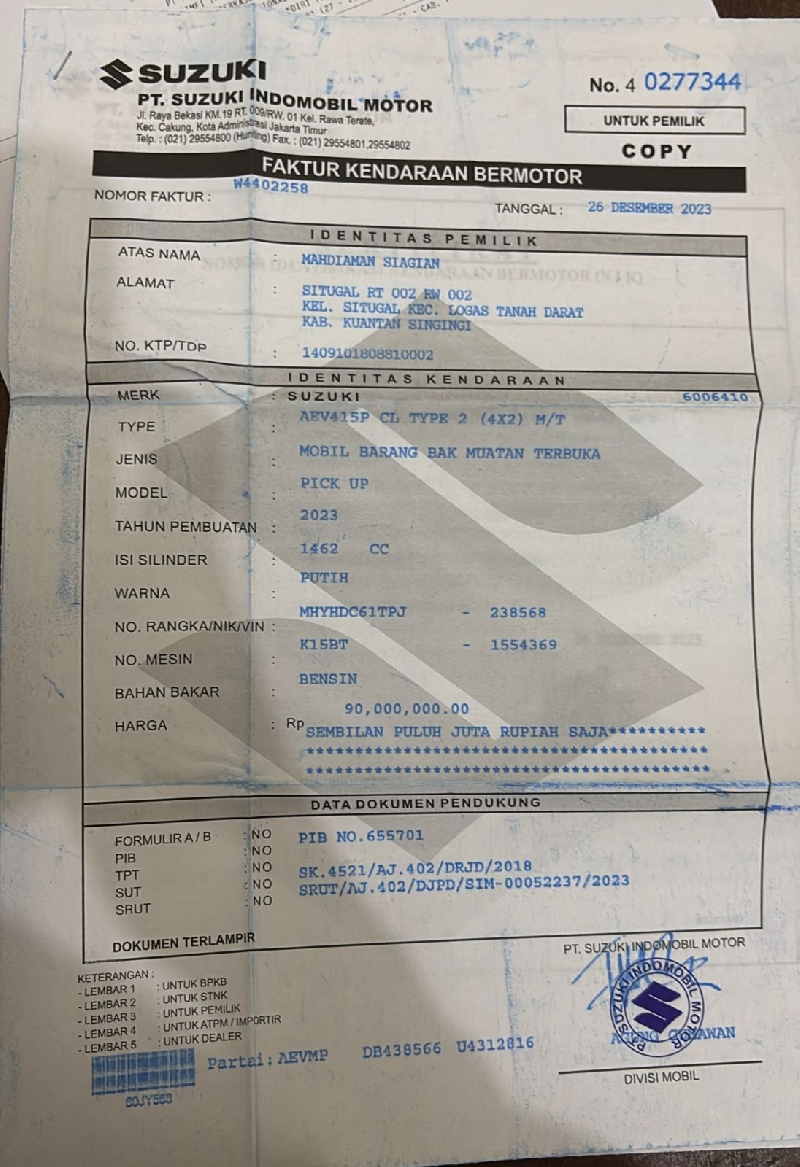 SUZUKI
No. 4 0277344
PT. SUZUKI INDOMOBIL MOTOR
Jl. Raya Bekasi KM.19 RT. 009/RW. 01 Kel. Rawa Terate,
Kec. Cakung, Kota Administrasi Jakarta Timur
Telp. : (021) 29554800 (Hunting) Fax. : (021) 29554801,29554802
UNTUK PEMILIK
COPY
FAKTUR KENDARAAN BERMOTOR
NOMOR FAKTUR : W4402258
TANGGAL : 26 DESEMBER 2023
IDENTITAS PEMILIK
ATAS NAMA : MAHDIAMAN SIAGIAN
ALAMAT : SITUGAL RT 002 RW 002
KEL. SITUGAL KEC. LOGAS TANAH DARAT
KAB. KUANTAN SINGINGI
NO. KTP/TDP : 1409101808810002
IDENTITAS KENDARAAN
MERK : SUZUKI 6006410
TYPE : AEV415P CL TYPE 2 (4X2) M/T
JENIS : MOBIL BARANG BAK MUATAN TERBUKA
MODEL : PICK UP
TAHUN PEMBUATAN : 2023
ISI SILINDER : 1462 CC
WARNA : PUTIH
NO. RANGKA/NIK/VIN : MHYHDC61TPJ - 238568
NO. MESIN : K15BT - 1554369
BAHAN BAKAR : BENSIN
HARGA : Rp 90,000,000.00
SEMBILAN PULUH JUTA RUPIAH SAJA**********
******************************************
******************************************
DATA DOKUMEN PENDUKUNG
FORMULIR A / B : NO PIB NO.655701
PIB : NO
TPT : NO SK.4521/AJ.402/DRJD/2018
SUT : NO SRUT/AJ.402/DJPD/SIM-00052237/2023
SRUT : NO
DOKUMEN TERLAMPIR
PT. SUZUKI INDOMOBIL MOTOR
KETERANGAN :
- LEMBAR 1 : UNTUK BPKB
- LEMBAR 2 : UNTUK STNK
- LEMBAR 3 : UNTUK PEMILIK
- LEMBAR 4 : UNTUK ATPM / IMPORTIR
- LEMBAR 5 : UNTUK DEALER
PT SUZUKI INDOMOBIL MOTOR
AGUNG
Partai: AEVMP DB438566 U4312816
DIVISI MOBIL